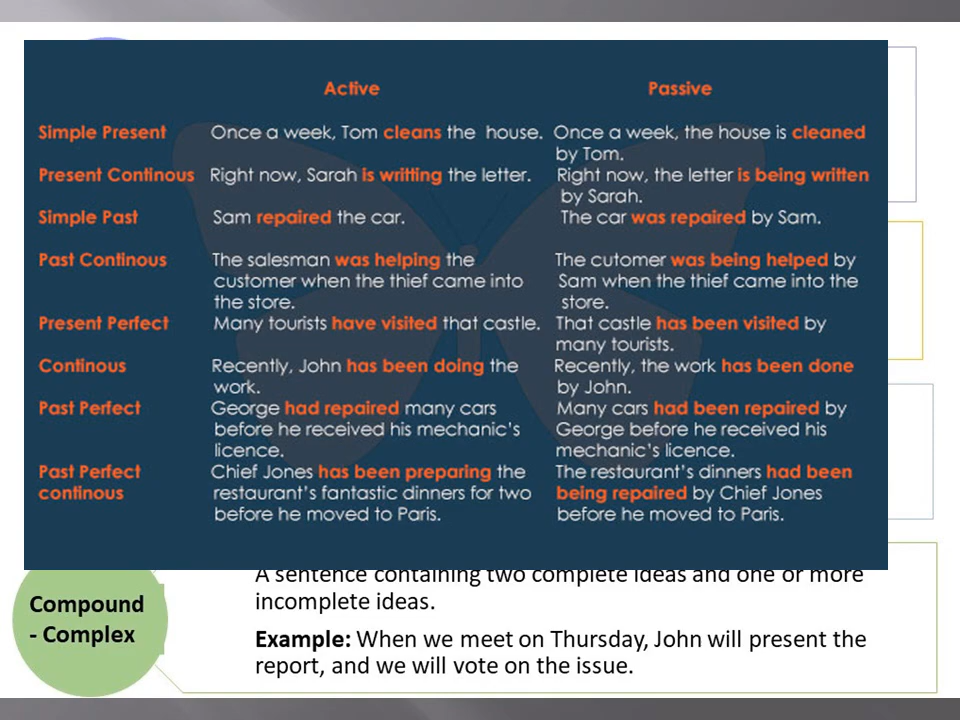 Active Passive
Simple Present Once a week, Tom cleans the house. Once a week, the house is cleaned
by Tom.
Present Continous Right now, Sarah is writting the letter. Right now, the letter is being written
by Sarah.
Simple Past Sam repaired the car. The car was repaired by Sam.
Past Continous The salesman was helping the The cutomer was being helped by
customer when the thief came into Sam when the thief came into the
the store. store.
Present Perfect Many tourists have visited that castle. That castle has been visited by
many tourists.
Continous Recently, John has been doing the Recently, the work has been done
work. by John.
Past Perfect George had repaired many cars Many cars had been repaired by
before he received his mechanic's George before he received his
licence. mechanic's licence.
Past Perfect Chief Jones has been preparing the The restaurant's dinners had been
continous restaurant's fantastic dinners for two being repaired by Chief Jones
before he moved to Paris. before he moved to Paris.
A sentence containing two complete ideas and one or more
Compound incomplete ideas.
- Complex Example: When we meet on Thursday, John will present the
report, and we will vote on the issue.